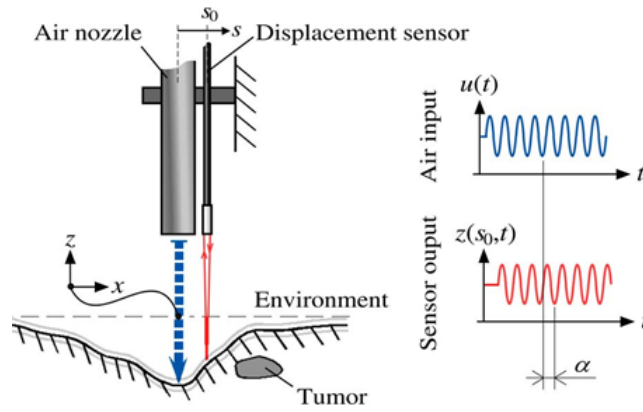 s₀
s
Air nozzle
Displacement sensor
z
x
Environment
Tumor
Air input
u(t)
t
Sensor ouput
z(s₀,t)
t
α